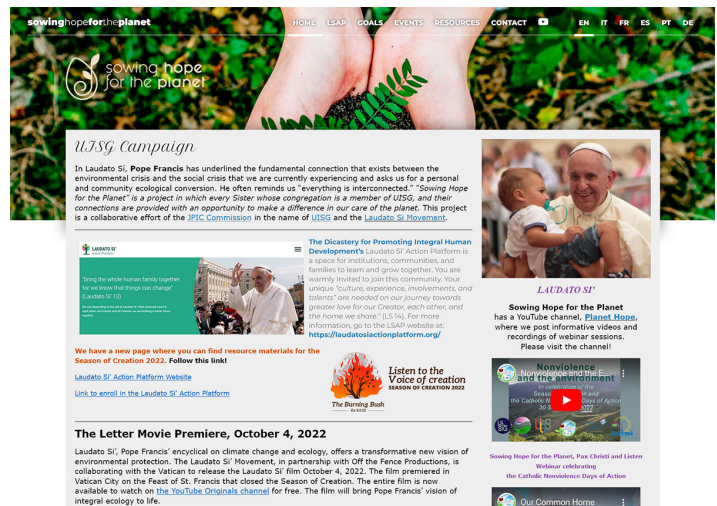 sowinghopefortheplanet
HOME LSAP GOALS EVENTS RESOURCES CONTACT
EN IT FR ES PT DE
sowing hope
for the planet
UISG Campaign
In Laudato Sí, Pope Francis has underlined the fundamental connection that exists between the
environmental crisis and the social crisis that we are currently experiencing and asks us for a personal
and community ecological conversion. He often reminds us “everything is interconnected.” “Sowing Hope
for the Planet” is a project in which every Sister whose congregation is a member of UISG, and their
connections are provided with an opportunity to make a difference in our care of the planet. This project
is a collaborative effort of the JPIC Commission in the name of UISG and the Laudato Si Movement.
LAUDATO SI'
"bring the whole human family together . . .
for we know that things can change"
(Laudato Si' 13)
The Dicastery for Promoting Integral Human
Development’s Laudato Si’ Action Platform is
a space for institutions, communities, and
families to learn and grow together. You are
warmly invited to join this community. Your
unique “culture, experience, involvements, and
talents” are needed on our journey towards
greater love for our Creator, each other, and
the home we share.” (LS 14). For more
information, go to the LSAP website at:
https://laudatosiactionplatform.org/
We have a new page where you can find resource materials for the
Season of Creation 2022. Follow this link!
Laudato Si’ Action Platform Website
Link to enroll in the Laudato Si’ Action Platform
Listen to the
Voice of creation
SEASON OF CREATION 2022
The Burning Bush
The Letter Movie Premiere, October 4, 2022
Laudato Si’, Pope Francis’ encyclical on climate change and ecology, offers a transformative new vision of
environmental protection. The Laudato Si’ Movement, in partnership with Off the Fence Productions, is
collaborating with the Vatican to release the Laudato Si’ film October 4, 2022. The film premiered in
Vatican City on the Feast of St. Francis that closed the Season of Creation. The entire film is now
available to watch on the YouTube Originals channel for free. The film will bring Pope Francis’ vision of
integral ecology to life.
LAUDATO SI’
Sowing Hope for the Planet
has a YouTube channel, Planet Hope,
where we post informative videos and
recordings of webinar sessions.
Please visit the channel!
Nonviolence and the E...
Nonviolence
and the environment
In celebration of the
the Catholic Nonviolence Days of Action
Sowing Hope for the Planet, Pax Christi and Listen
Webinar celebrating
the Catholic Nonviolence Days of Action
Our Common Home